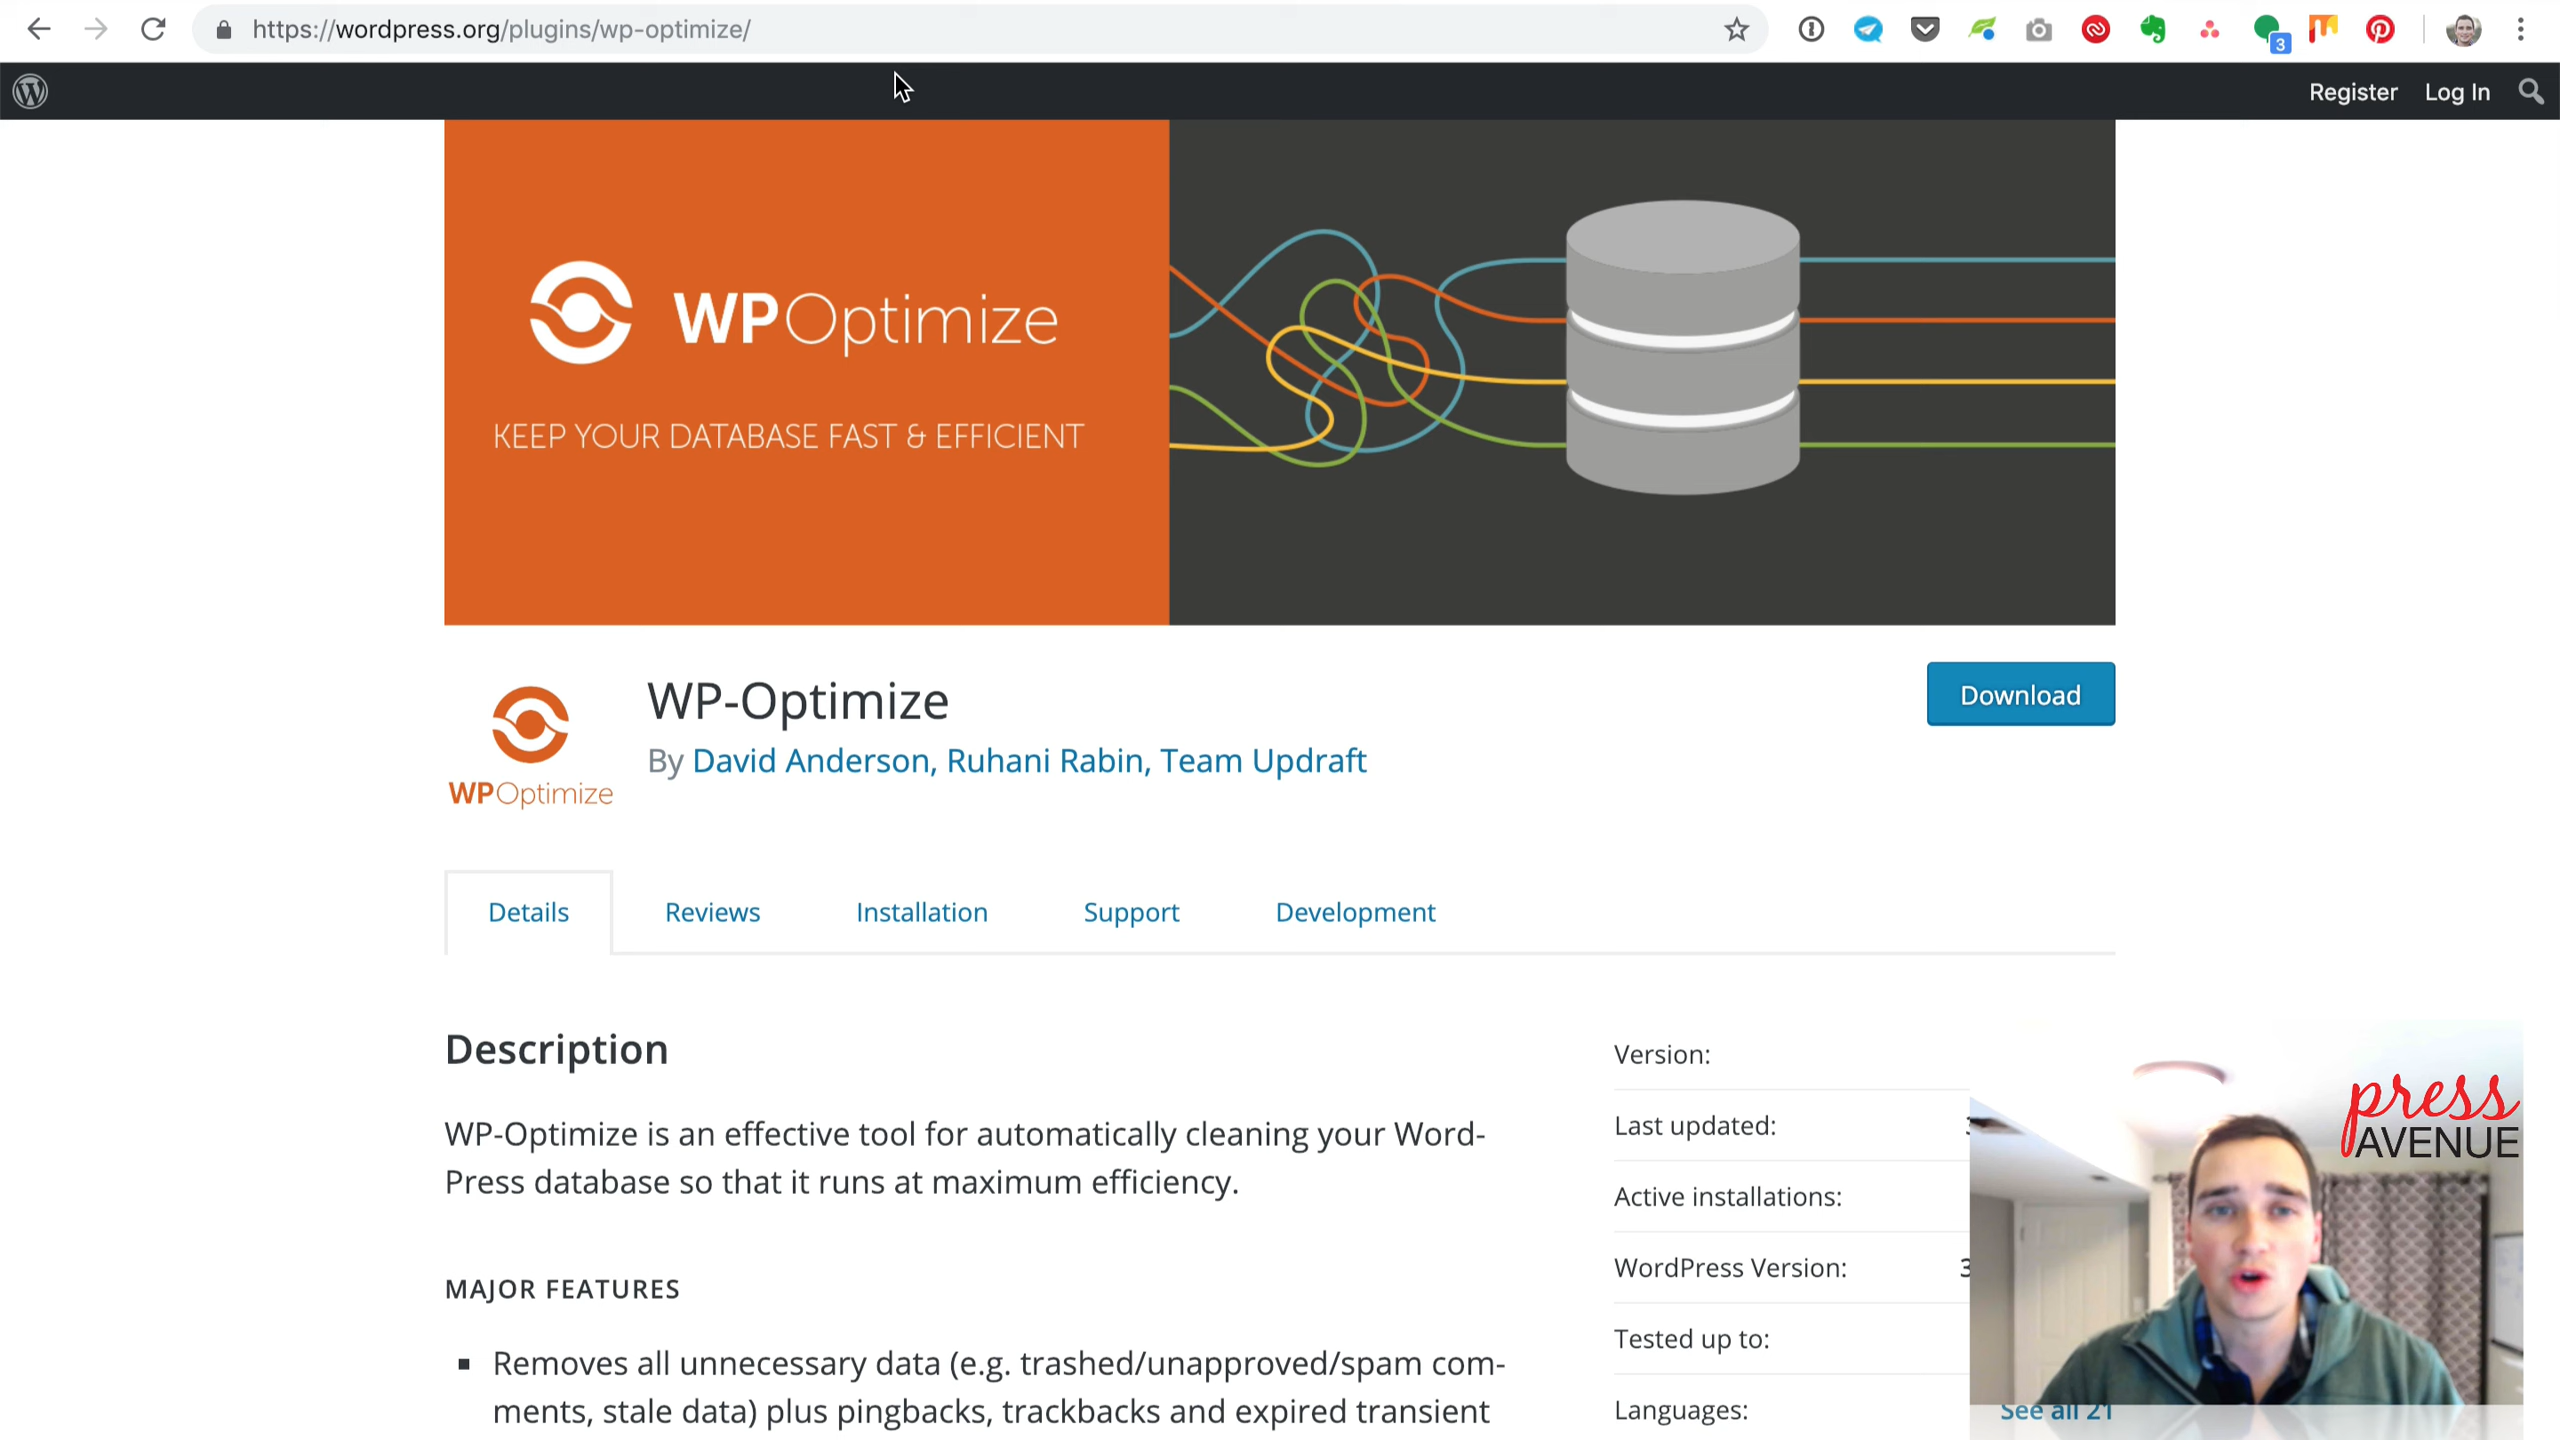 https://wordpress.org/plugins/wp-optimize/
3
Register Log In
WPOptimize
KEEP YOUR DATABASE FAST & EFFICIENT
WP-Optimize
Download
By David Anderson, Ruhani Rabin, Team Updraft
WPOptimize
Details Reviews Installation Support Development
Description
WP-Optimize is an effective tool for automatically cleaning your Word-
Press database so that it runs at maximum efficiency.
MAJOR FEATURES
▪ Removes all unnecessary data (e.g. trashed/unapproved/spam com-
ments, stale data) plus pingbacks, trackbacks and expired transient
Version:
Last updated:
Active installations:
WordPress Version: 3
Tested up to:
Languages: See all 21
press
AVENUE